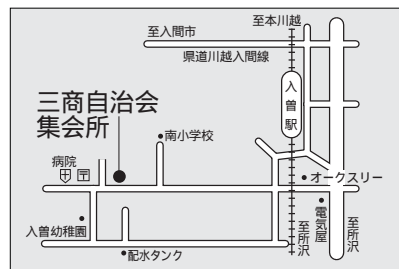 至本川越
至入間市
県道川越入間線
入曽駅
三商自治会
集会所
南小学校
病院
オークスリー
入曽幼稚園
配水タンク
至所沢
電気屋
至所沢